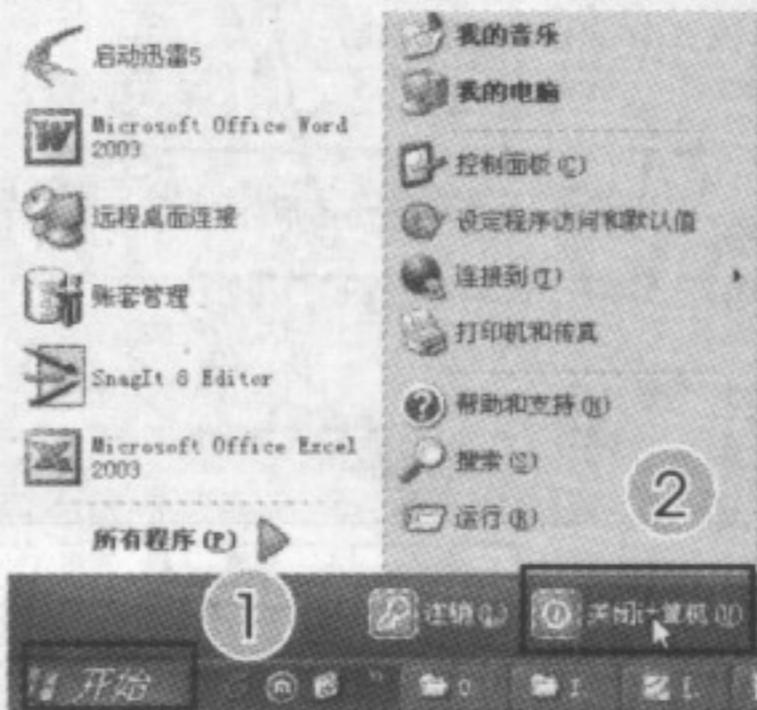 启动迅雷5
Microsoft Office Word
2003
远程桌面连接
账套管理
SnagIt 8 Editor
Microsoft Office Excel
2003
所有程序(P)
我的音乐
我的电脑
控制面板(C)
设定程序访问和默认值
连接到(T)
打印机和传真
帮助和支持(H)
搜索(S)
运行(R)
2
1
注销(L)
关闭计算机(U)
开始